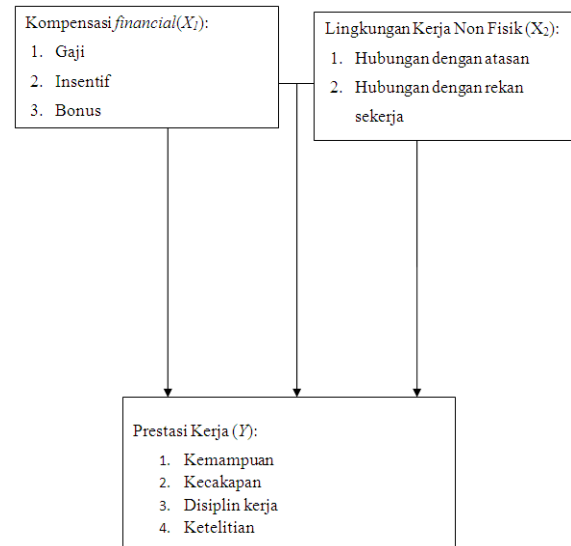 Kompensasi financial(X1):
1. Gaji
2. Insentif
3. Bonus
Lingkungan Kerja Non Fisik (X2):
1. Hubungan dengan atasan
2. Hubungan dengan rekan
sekerja
Prestasi Kerja (Y):
1. Kemampuan
2. Kecakapan
3. Disiplin kerja
4. Ketelitian